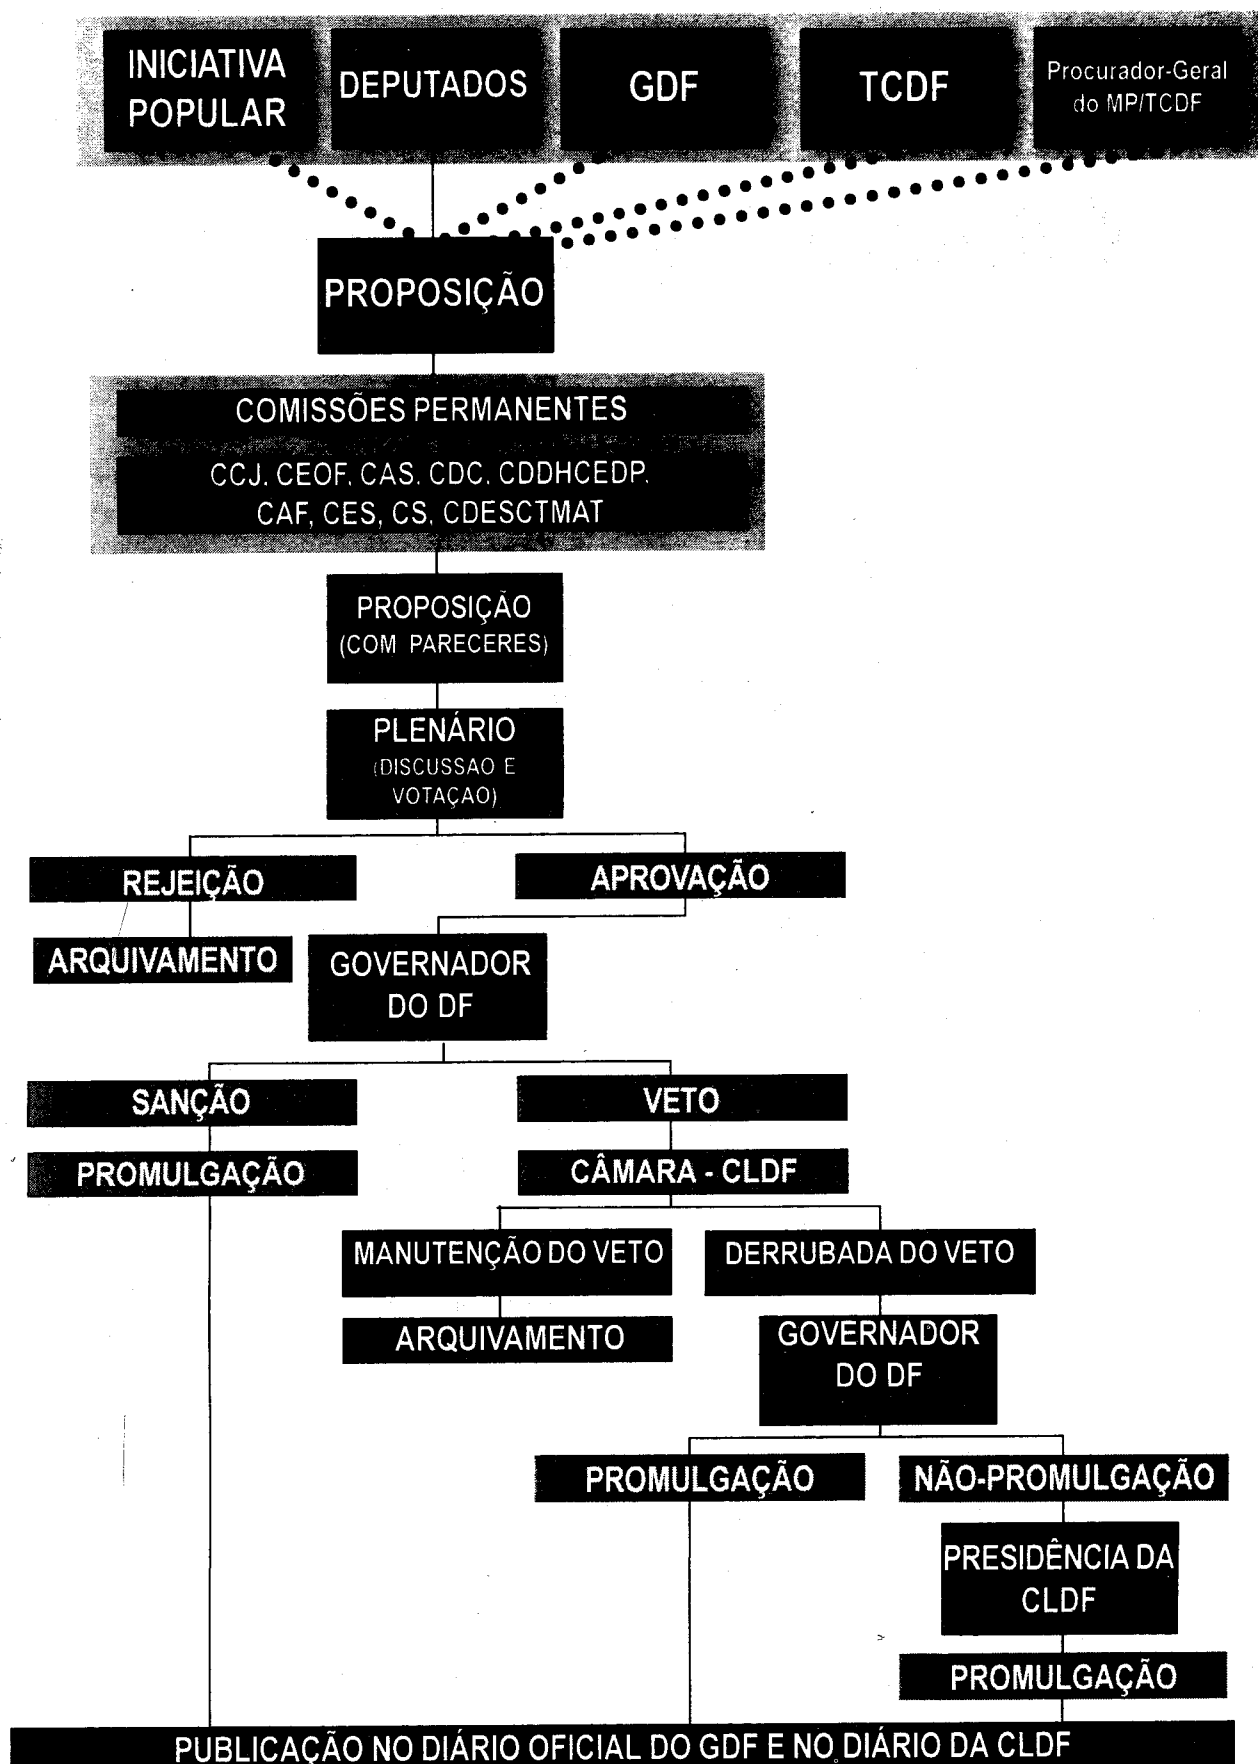 INICIATIVA
POPULAR
DEPUTADOS
GDF
TCDF
Procurador-Geral
do MP/TCDF
PROPOSIÇÃO
COMISSÕES PERMANENTES
CCJ, CEOF, CAS, CDC, CDDHCEDP,
CAF, CES, CS, CDESCTMAT
PROPOSIÇÃO
(COM PARECERES)
PLENÁRIO
(DISCUSSAO E
VOTAÇAO)
REJEIÇÃO
APROVAÇÃO
ARQUIVAMENTO
GOVERNADOR
DO DF
SANÇÃO
VETO
PROMULGAÇÃO
CÂMARA - CLDF
MANUTENÇÃO DO VETO
DERRUBADA DO VETO
ARQUIVAMENTO
GOVERNADOR
DO DF
PROMULGAÇÃO
NÃO-PROMULGAÇÃO
PRESIDÊNCIA DA
CLDF
PROMULGAÇÃO
PUBLICAÇÃO NO DIÁRIO OFICIAL DO GDF E NO DIÁRIO DA CLDF